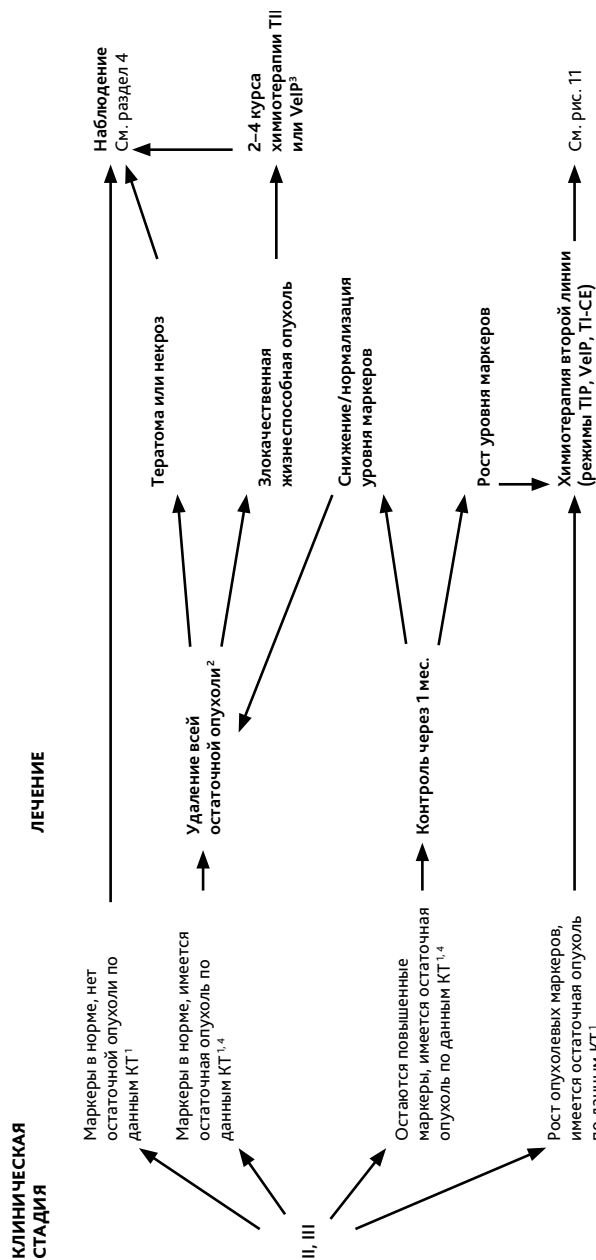 КЛИНИЧЕСКАЯ
СТАДИЯ
ЛЕЧЕНИЕ
II, III
Маркеры в норме, нет
остаточной опухоли по
данным КТ¹
Маркеры в норме, имеется
остаточная опухоль по
данным КТ¹,⁴
Остаются повышенные
маркеры, имеется остаточная
опухоль по данным КТ¹,⁴
Рост опухолевых маркеров,
имеется остаточная опухоль
по данным КТ¹
Удаление всей
остаточной опухоли²
Контроль через 1 мес.
Тератома или некроз
Злокачественная
жизнеспособная опухоль
Снижение/нормализация
уровня маркеров
Рост уровня маркеров
Наблюдение
См. раздел 4
2–4 курса
химиотерапии TII
или VeIP³
Химиотерапия второй линии
(режимы TIP, VeIP, TI-CE)
См. рис. 11